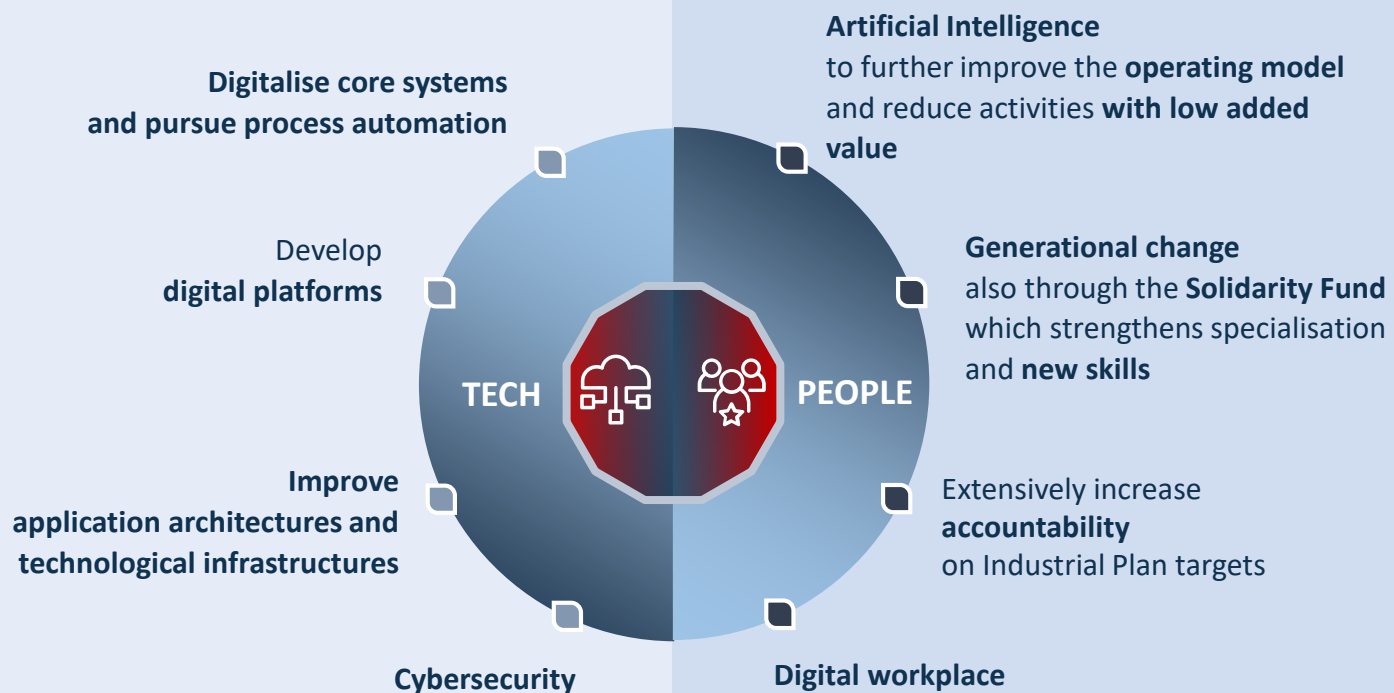 Digitalise core systems
and pursue process automation
Develop
digital platforms
Improve
application architectures and
technological infrastructures
Cybersecurity
TECH
PEOPLE
Artificial Intelligence
to further improve the operating model
and reduce activities with low added
value
Generational change
also through the Solidarity Fund
which strengthens specialisation
and new skills
Extensively increase
accountability
on Industrial Plan targets
Digital workplace